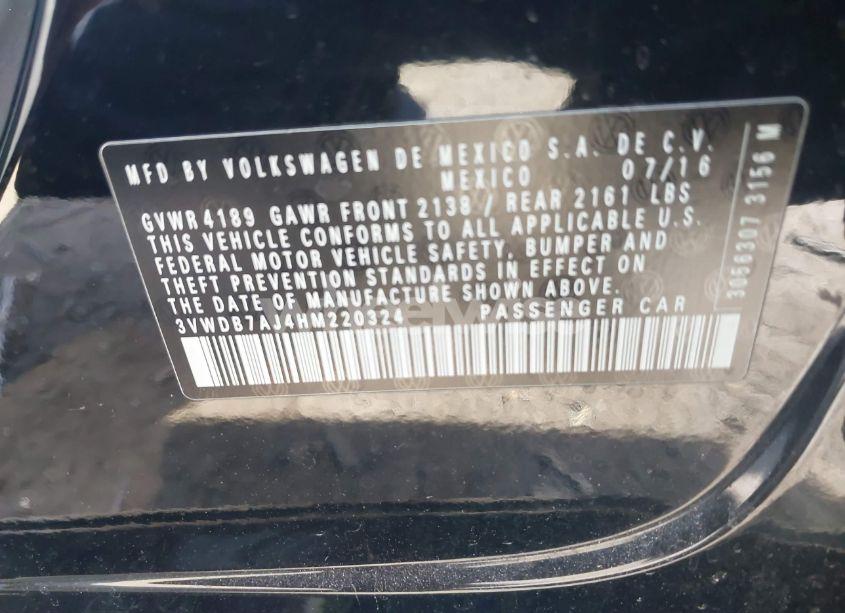 MFD BY VOLKSWAGEN DE MEXICO S.A. DE C.V.
MEXICO 07/16
GVWR 4189 GAWR FRONT 2138 / REAR 2161 LBS
THIS VEHICLE CONFORMS TO ALL APPLICABLE U.S.
FEDERAL MOTOR VEHICLE SAFETY, BUMPER AND
THEFT PREVENTION STANDARDS IN EFFECT ON
THE DATE OF MANUFACTURE SHOWN ABOVE.
3VWDB7AJ4HM220324 PASSENGER CAR
3056307 3156 M